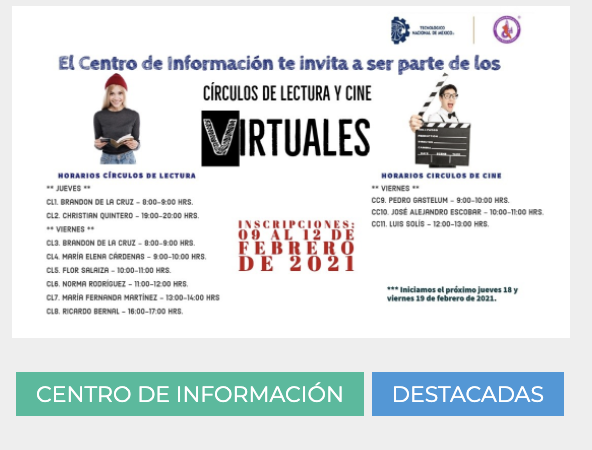 TECNOLÓGICO
NACIONAL DE MÉXICO
El Centro de Información te invita a ser parte de los
CÍRCULOS DE LECTURA Y CINE
VIRTUALES
HORARIOS CÍRCULOS DE LECTURA
** JUEVES **
CL1. BRANDON DE LA CRUZ – 8:00-9:00 HRS.
CL2. CHRISTIAN QUINTERO – 19:00-20:00 HRS.
** VIERNES **
CL3. BRANDON DE LA CRUZ – 8:00-9:00 HRS.
CL4. MARÍA ELENA CÁRDENAS – 9:00-10:00 HRS.
CL5. FLOR SALAIZA – 10:00-11:00 HRS.
CL6. NORMA RODRÍGUEZ – 11:00-12:00 HRS.
CL7. MARÍA FERNANDA MARTÍNEZ – 13:00-14:00 HRS
CL8. RICARDO BERNAL – 16:00-17:00 HRS.
INSCRIPCIONES:
09 AL 12 DE
FEBRERO
DE 2021
HORARIOS CIRCULOS DE CINE
** VIERNES **
CC9. PEDRO GASTELUM – 9:00-10:00 HRS.
CC10. JOSÉ ALEJANDRO ESCOBAR – 10:00-11:00 HRS.
CC11. LUIS SOLÍS – 12:00-13:00 HRS.
*** Iniciamos el próximo jueves 18 y
viernes 19 de febrero de 2021.
CENTRO DE INFORMACIÓN
DESTACADAS